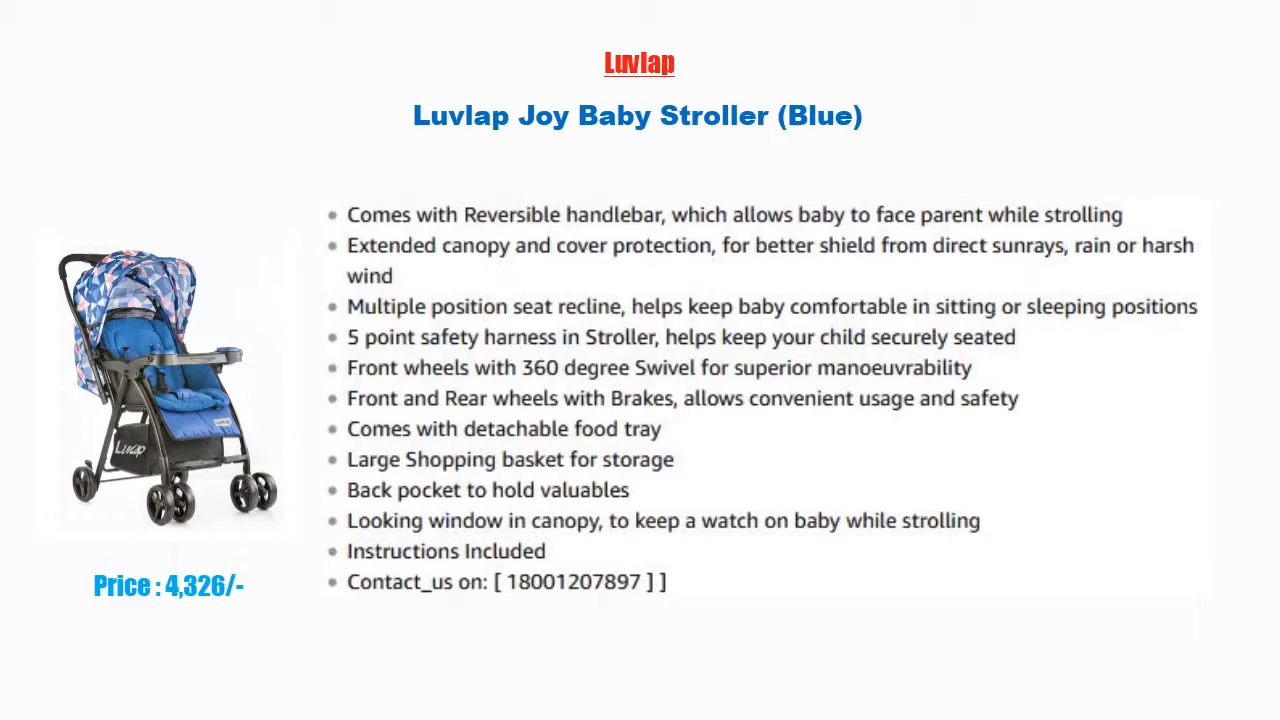 Luvlap
Luvlap Joy Baby Stroller (Blue)
Comes with Reversible handlebar, which allows baby to face parent while strolling
Extended canopy and cover protection, for better shield from direct sunrays, rain or harsh
wind
Multiple position seat recline, helps keep baby comfortable in sitting or sleeping positions
5 point safety harness in Stroller, helps keep your child securely seated
Front wheels with 360 degree Swivel for superior manoeuvrability
Front and Rear wheels with Brakes, allows convenient usage and safety
Comes with detachable food tray
Large Shopping basket for storage
Back pocket to hold valuables
Looking window in canopy, to keep a watch on baby while strolling
Instructions Included
Contact_us on: [ 18001207897 ] ]
Luvlap
Price : 4,326/-